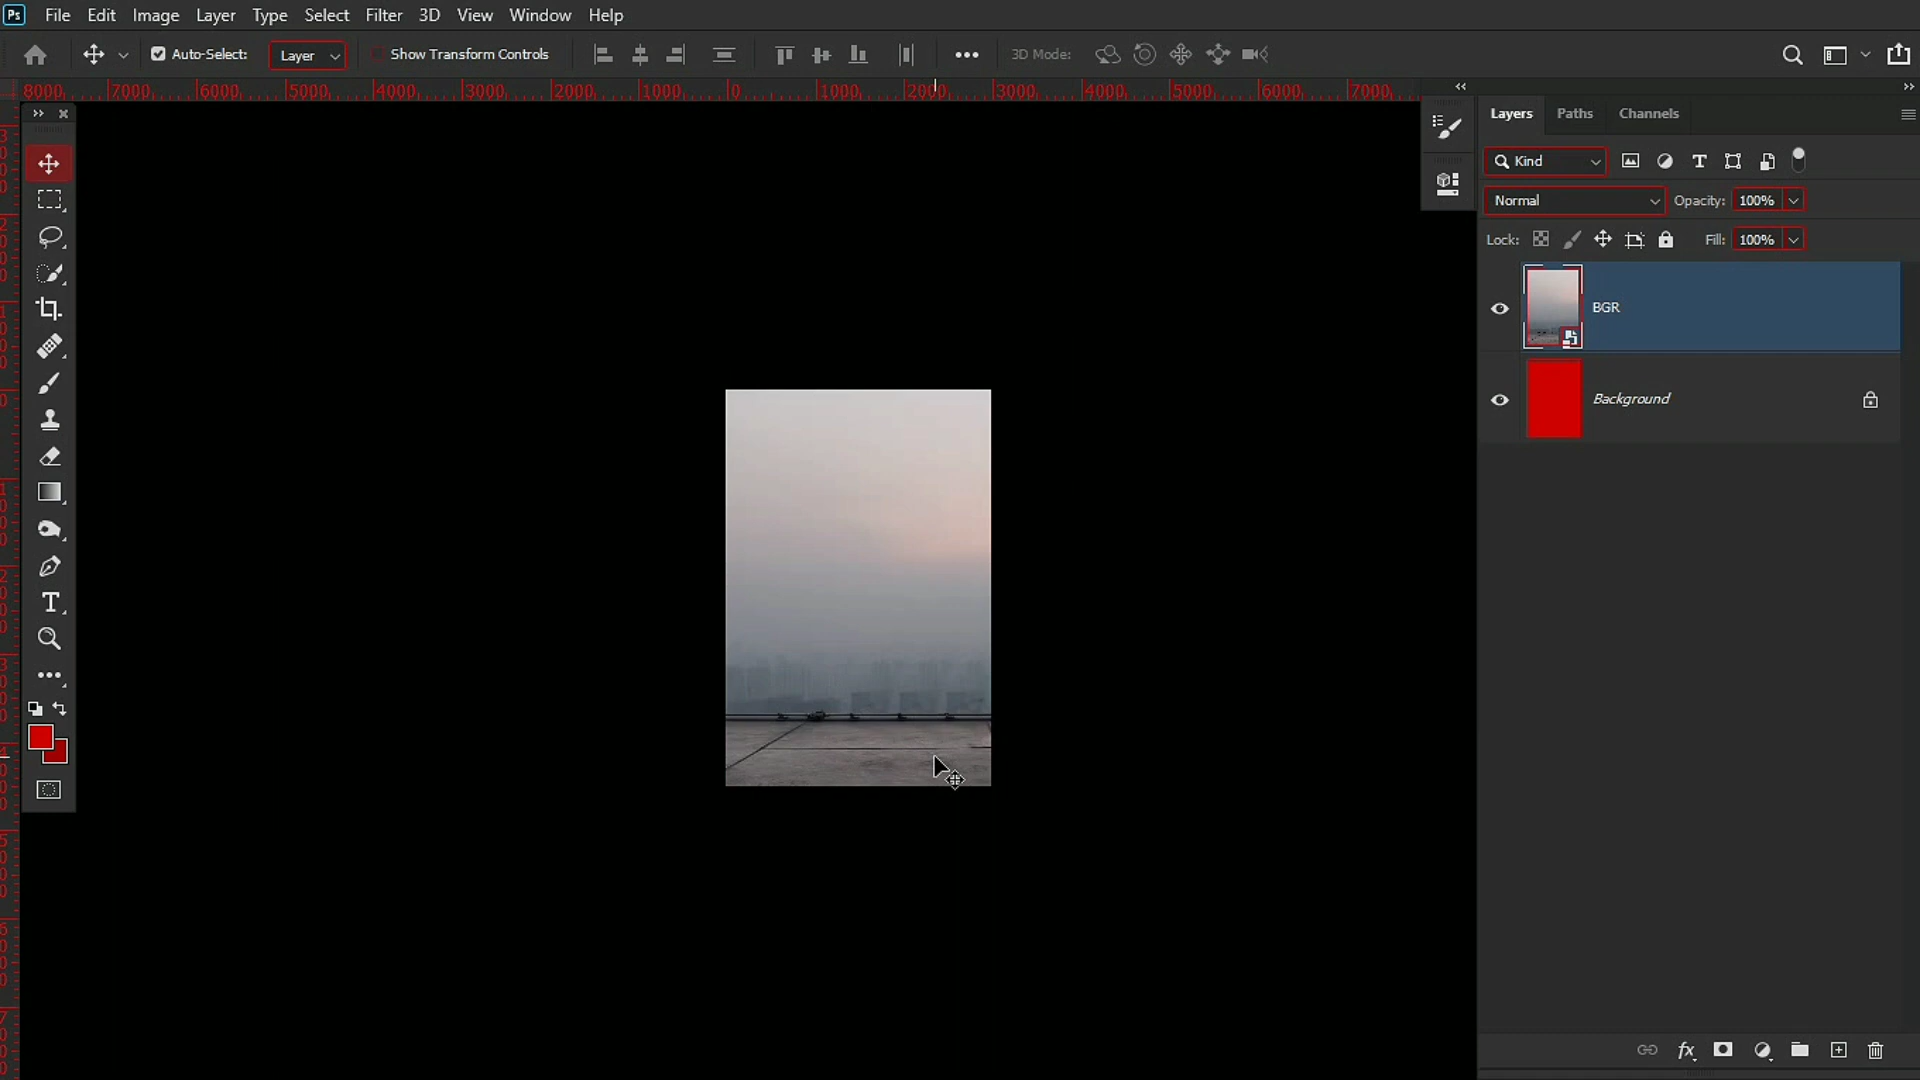 Ps File Edit Image Layer Type Select Filter 3D View Window Help
Auto-Select: Layer Show Transform Controls 3D Mode:
8000 7000 6000 5000 4000 3000 2000 1000 0 1000 2000 3000 4000 5000 6000 7000
Layers Paths Channels
Kind
Normal Opacity: 100%
Lock: Fill: 100%
BGR
Background
fx